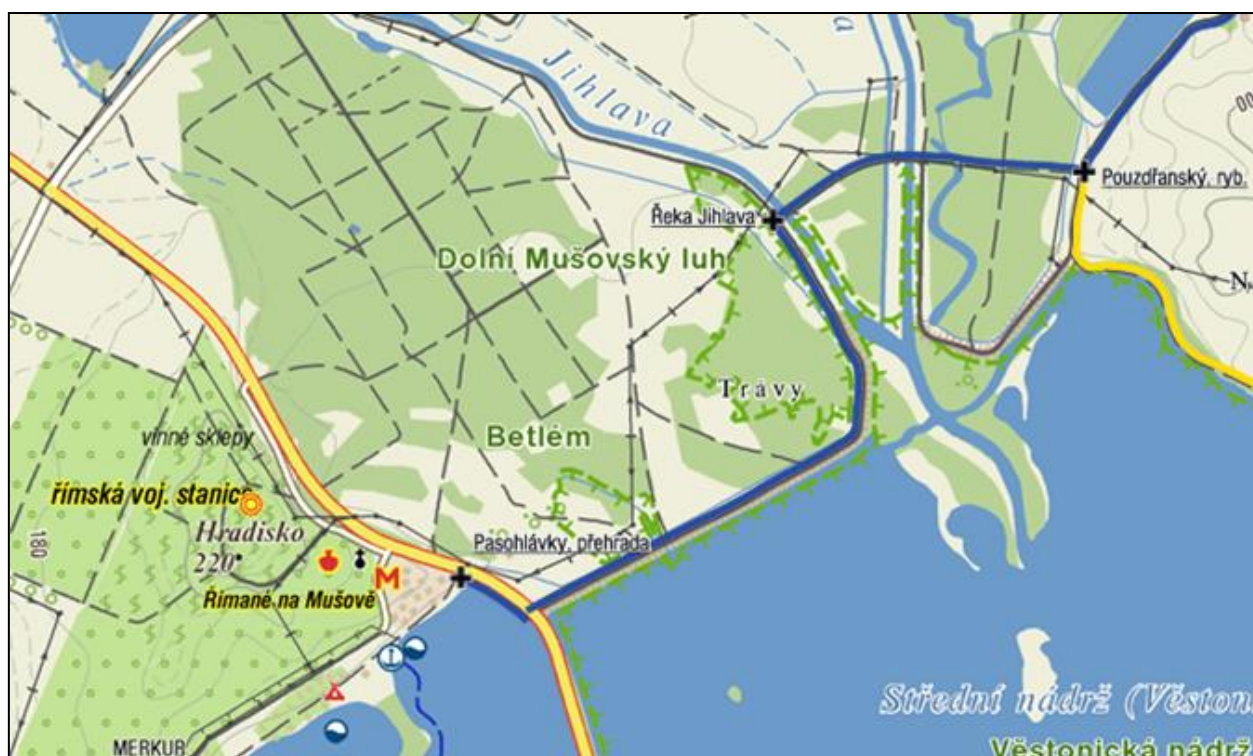 Jihlava
a
Pouzdřanský, ryb.
Řeka Jihlava
Dolní Mušovský luh
Trávy
vinné sklepy
Betlém
římská voj. stanice
Hradisko
220
180
Pasohlávky, přehrada
M
Římané na Mušově
Střední nádrž (Věston
MERKUR
Věstonická nádrž